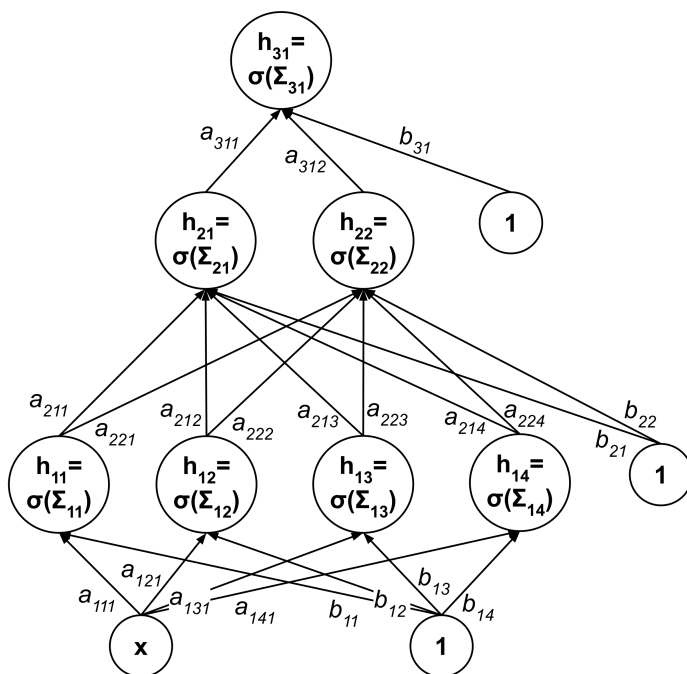 h₃₁=
σ(Σ₃₁)
a₃₁₁
a₃₁₂
b₃₁
h₂₁=
σ(Σ₂₁)
h₂₂=
σ(Σ₂₂)
1
a₂₁₁
a₂₂₁
a₂₁₂
a₂₂₂
a₂₁₃
a₂₂₃
a₂₁₄
a₂₂₄
b₂₁
b₂₂
h₁₁=
σ(Σ₁₁)
h₁₂=
σ(Σ₁₂)
h₁₃=
σ(Σ₁₃)
h₁₄=
σ(Σ₁₄)
1
a₁₁₁
a₁₂₁
a₁₃₁
a₁₄₁
b₁₁
b₁₂
b₁₃
b₁₄
x
1